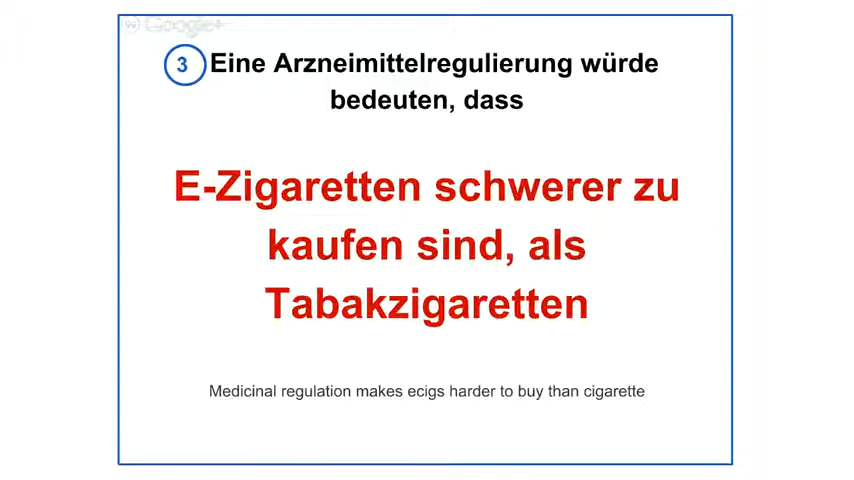 Google+
3 Eine Arzneimittelregulierung würde
bedeuten, dass
E-Zigaretten schwerer zu
kaufen sind, als
Tabakzigaretten
Medicinal regulation makes ecigs harder to buy than cigarette